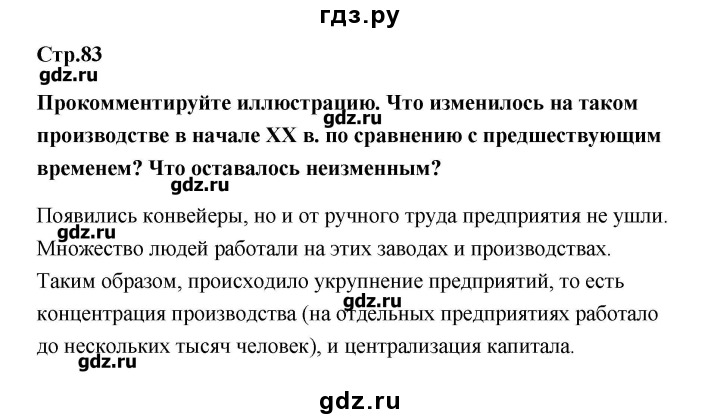 гдз.ру
Стр.83
gdz.ru
Прокомментируйте иллюстрацию. Что изменилось на таком
gdz.ru
производстве в начале XX в. по сравнению с предшествующим
временем? Что оставалось неизменным?
gdz.ru
Появились конвейеры, но и от ручного труда предприятия не ушли.
gdz.ru
Множество людей работали на этих заводах и производствах.
Таким образом, происходило укрупнение предприятий, то есть
gdz.ru
концентрация производства (на отдельных предприятиях работало
до нескольких тысяч человек), и централизация капитала.
gdz.ru
gdz.ru